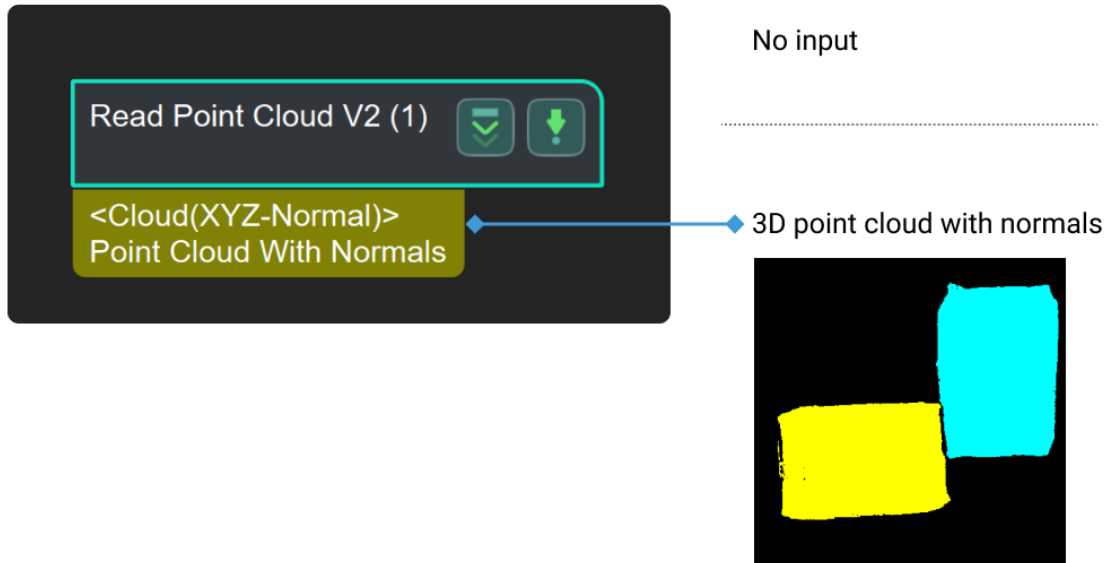 No input
Read Point Cloud V2 (1)
<Cloud(XYZ-Normal)>
Point Cloud With Normals
3D point cloud with normals